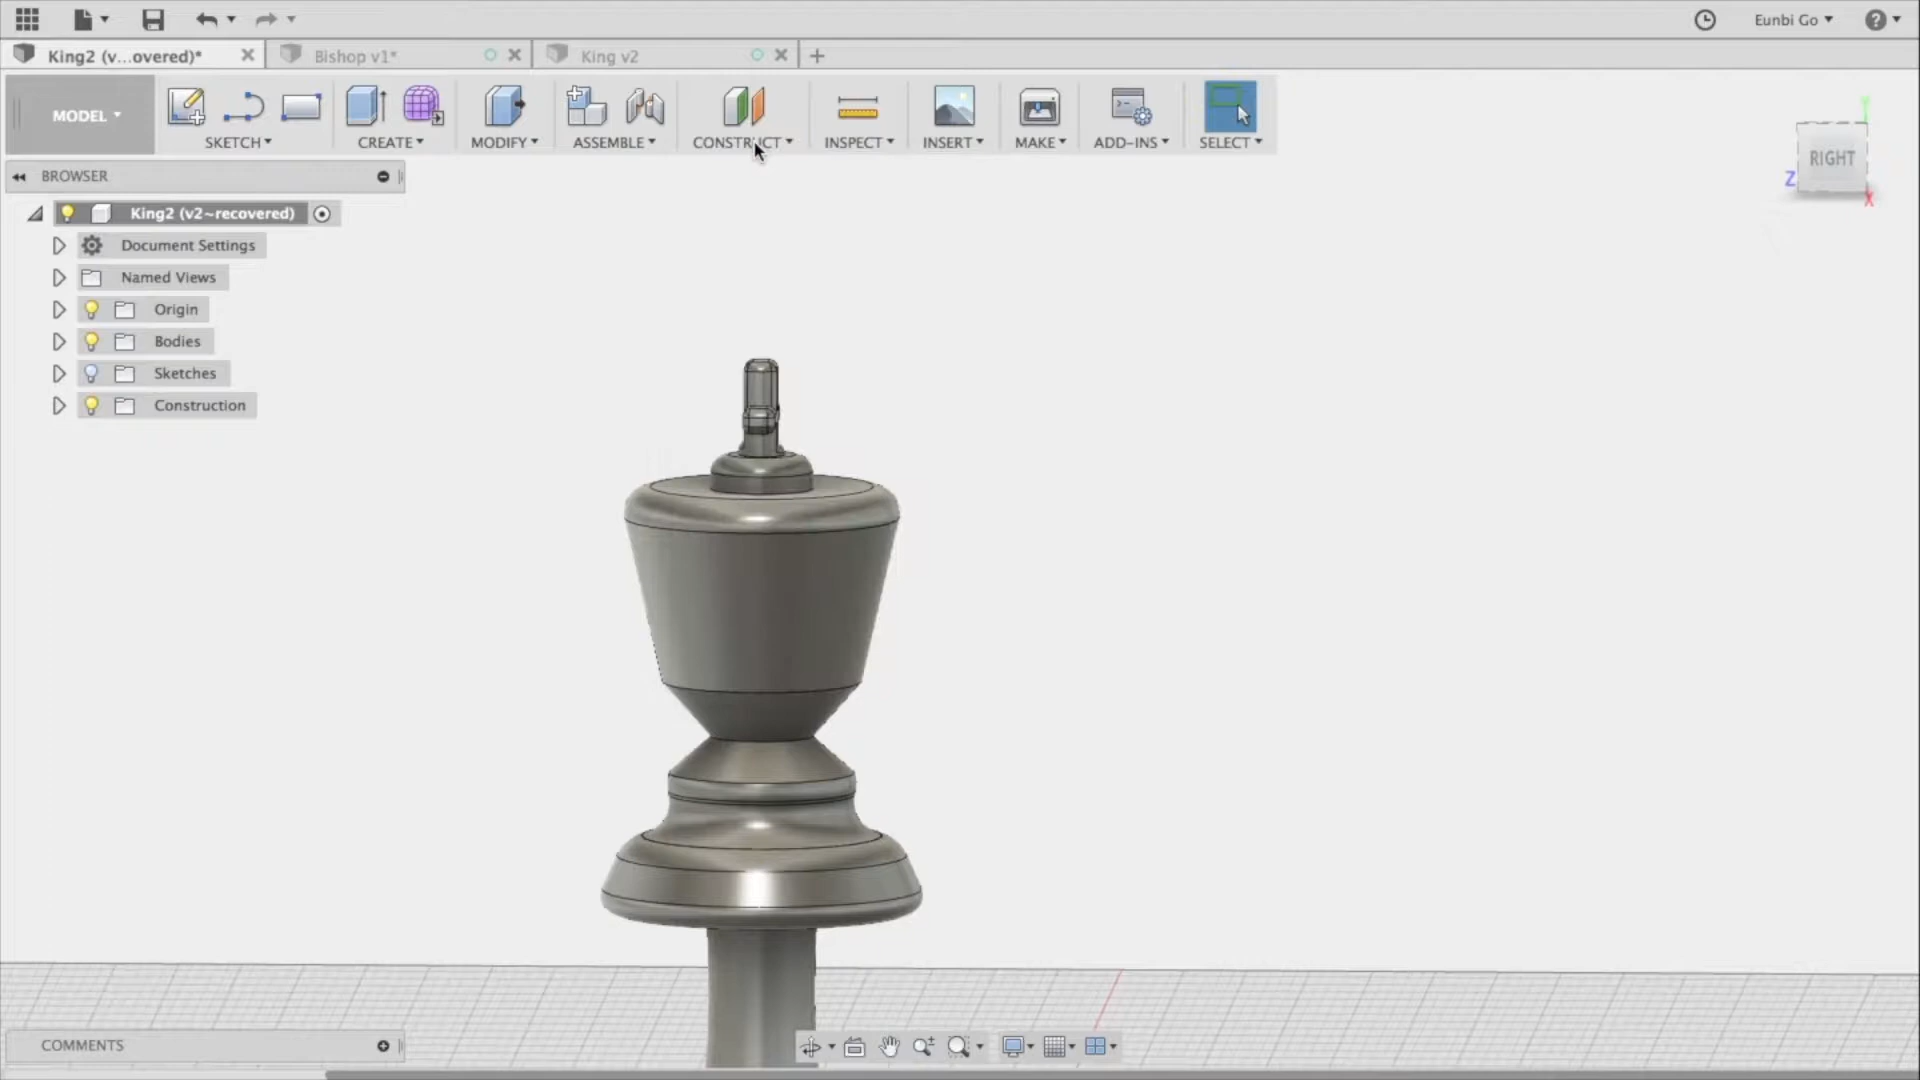 Eunbi Go
King2 (v...overed)*
Bishop v1*
King v2
MODEL
SKETCH
CREATE
MODIFY
ASSEMBLE
CONSTRUCT
INSPECT
INSERT
MAKE
ADD-INS
SELECT
BROWSER
King2 (v2~recovered)
Document Settings
Named Views
Origin
Bodies
Sketches
Construction
Y
RIGHT
Z
X
COMMENTS